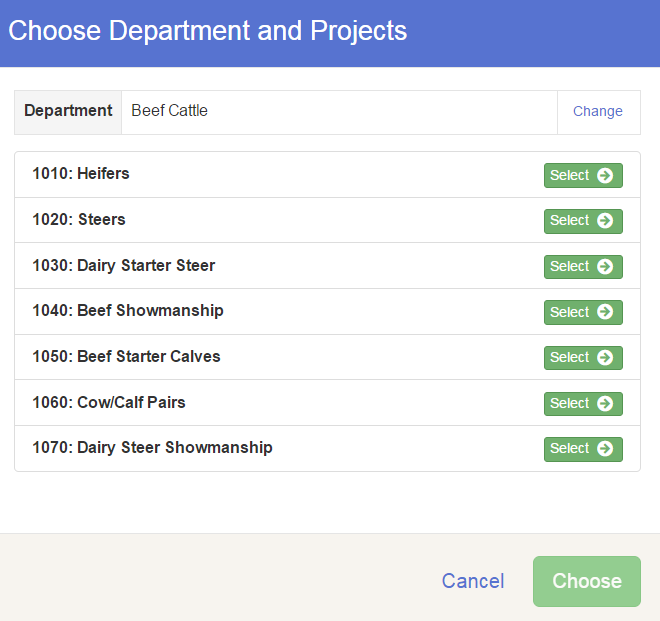 Choose Department and Projects
Department Beef Cattle Change
1010: Heifers Select
1020: Steers Select
1030: Dairy Starter Steer Select
1040: Beef Showmanship Select
1050: Beef Starter Calves Select
1060: Cow/Calf Pairs Select
1070: Dairy Steer Showmanship Select
Cancel Choose